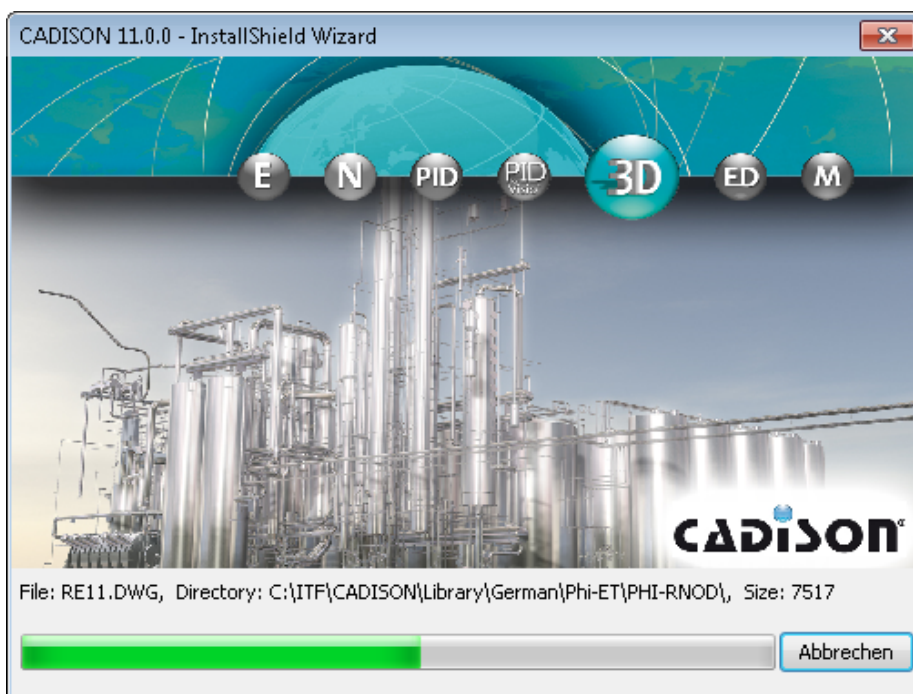 CADISON 11.0.0 - InstallShield Wizard
E N PID PID Vision 3D ED M
CADISON®
File: RE11.DWG, Directory: C:\ITF\CADISON\Library\German\Phi-ET\PHI-RNOD\, Size: 7517
Abbrechen